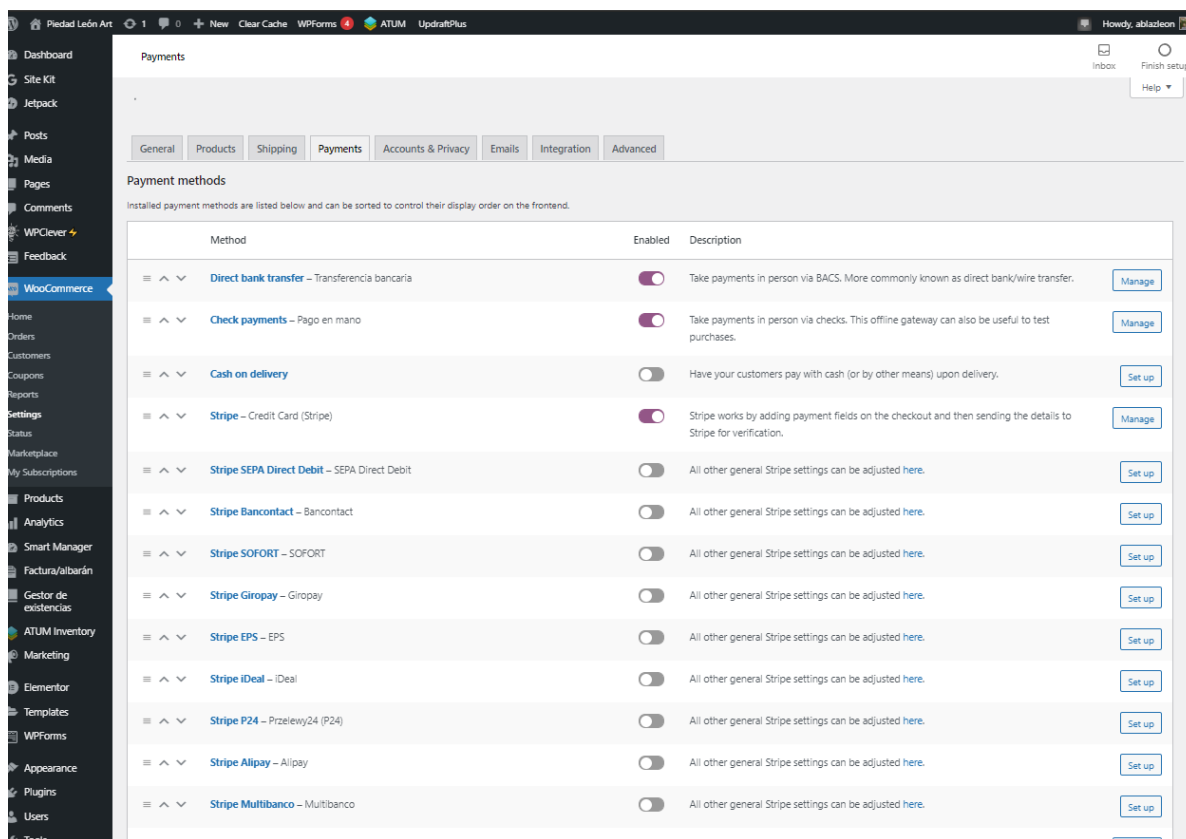 Piedad León Art 1 0 New Clear Cache WPForms 4 ATUM UpdraftPlus Howdy, ablazleon
Dashboard
Site Kit
Jetpack
Posts
Media
Pages
Comments
WPClever
Feedback
WooCommerce
Home
Orders
Customers
Coupons
Reports
Settings
Status
Marketplace
My Subscriptions
Products
Analytics
Smart Manager
Factura/albarán
Gestor de
existencias
ATUM Inventory
Marketing
Elementor
Templates
WPForms
Appearance
Plugins
Users
Payments
Inbox Finish setup
Help
General Products Shipping Payments Accounts & Privacy Emails Integration Advanced
Payment methods
Installed payment methods are listed below and can be sorted to control their display order on the frontend.
Method Enabled Description
Direct bank transfer – Transferencia bancaria Take payments in person via BACS. More commonly known as direct bank/wire transfer. Manage
Check payments – Pago en mano Take payments in person via checks. This offline gateway can also be useful to test Manage
purchases.
Cash on delivery Have your customers pay with cash (or by other means) upon delivery. Set up
Stripe – Credit Card (Stripe) Stripe works by adding payment fields on the checkout and then sending the details to Manage
Stripe for verification.
Stripe SEPA Direct Debit – SEPA Direct Debit All other general Stripe settings can be adjusted here. Set up
Stripe Bancontact – Bancontact All other general Stripe settings can be adjusted here. Set up
Stripe SOFORT – SOFORT All other general Stripe settings can be adjusted here. Set up
Stripe Giropay – Giropay All other general Stripe settings can be adjusted here. Set up
Stripe EPS – EPS All other general Stripe settings can be adjusted here. Set up
Stripe iDeal – iDeal All other general Stripe settings can be adjusted here. Set up
Stripe P24 – Przelewy24 (P24) All other general Stripe settings can be adjusted here. Set up
Stripe Alipay – Alipay All other general Stripe settings can be adjusted here. Set up
Stripe Multibanco – Multibanco All other general Stripe settings can be adjusted here. Set up